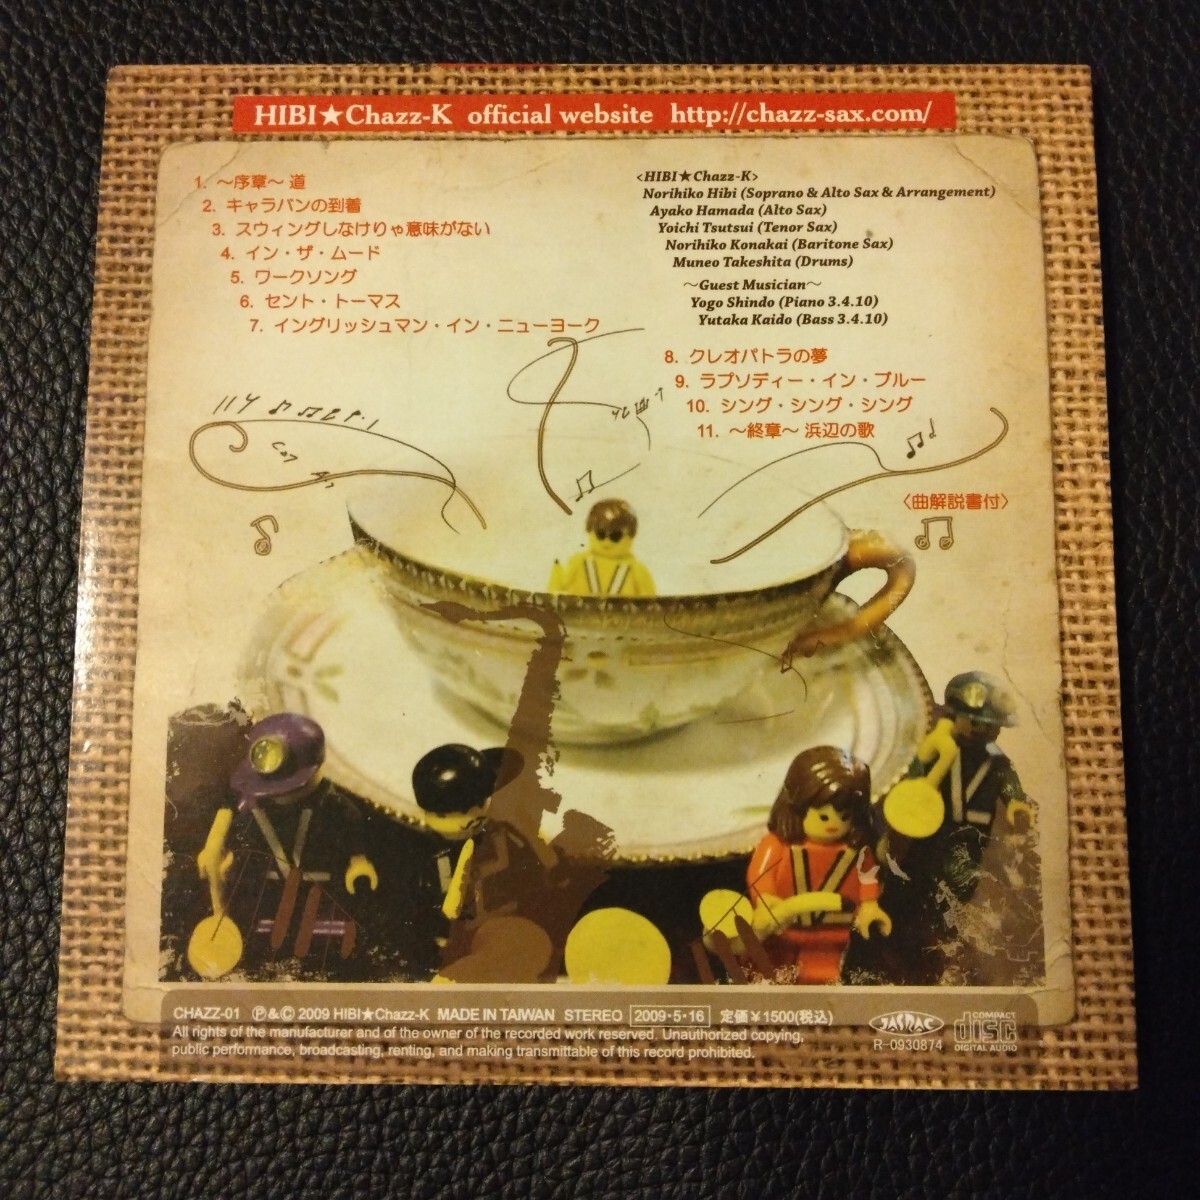 HIBI★Chazz-K official website http://chazz-sax.com/
1. ～序章～ 道
2. キャラバンの到着
3. スウィングしなけりゃ意味がない
4. イン・ザ・ムード
5. ワークソング
6. セント・トーマス
7. イングリッシュマン・イン・ニューヨーク
<HIBI★Chazz-K>
Norihiko Hibi (Soprano & Alto Sax & Arrangement)
Ayako Hamada (Alto Sax)
Yoichi Tsutsui (Tenor Sax)
Norihiko Konakai (Baritone Sax)
Muneo Takeshita (Drums)
～Guest Musician～
Yogo Shindo (Piano 3.4.10)
Yutaka Kaido (Bass 3.4.10)
8. クレオパトラの夢
9. ラプソディー・イン・ブルー
10. シング・シング・シング
11. ～終章～ 浜辺の歌
〈曲解説書付〉
CHAZZ-01 Ⓟ&Ⓒ 2009 HIBI★Chazz-K MADE IN TAIWAN STEREO 2009・5・16 定価￥1500(税込)
All rights of the manufacturer and of the owner of the recorded work reserved. Unauthorized copying,
public performance, broadcasting, renting, and making transmittable of this record prohibited.
JASRAC
R-0930874
COMPACT
disc
DIGITAL AUDIO